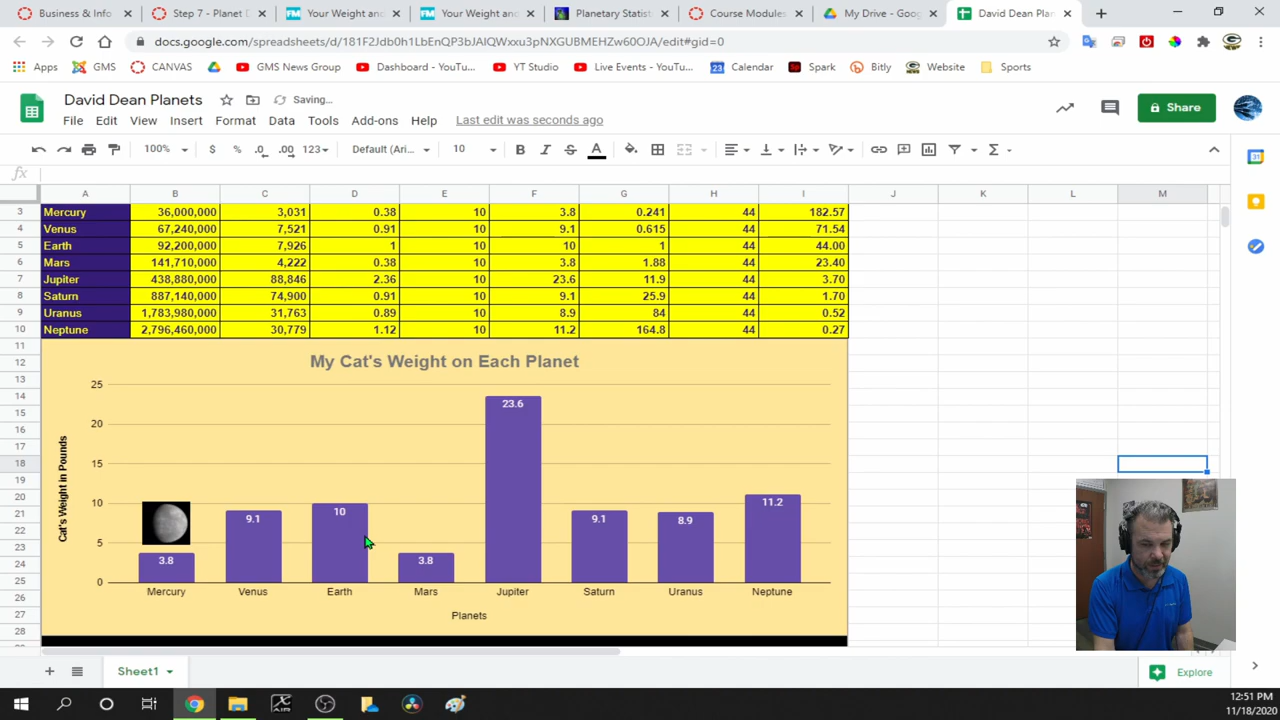 Business & Info
Step 7 - Planet D
Your Weight and
Your Weight and
Planetary Statist
Course Modules
My Drive - Goog
David Dean Plan
docs.google.com/spreadsheets/d/181F2Jdb0h1LbEnQP3bJAIQWxxu3pNXGUBMEHZw60OJA/edit#gid=0
Apps
GMS
CANVAS
GMS News Group
Dashboard - YouTu...
YT Studio
Live Events - YouTu...
Calendar
Spark
Bitly
Website
Sports
David Dean Planets
Saving...
Share
File Edit View Insert Format Data Tools Add-ons Help Last edit was seconds ago
100% $ % .0 .00 123 Default (Ari... 10 B I S A
fx
A B C D E F G H I J K L M
3 Mercury 36,000,000 3,031 0.38 10 3.8 0.241 44 182.57
4 Venus 67,240,000 7,521 0.91 10 9.1 0.615 44 71.54
5 Earth 92,200,000 7,926 1 10 10 1 44 44.00
6 Mars 141,710,000 4,222 0.38 10 3.8 1.88 44 23.40
7 Jupiter 438,880,000 88,846 2.36 10 23.6 11.9 44 3.70
8 Saturn 887,140,000 74,900 0.91 10 9.1 25.9 44 1.70
9 Uranus 1,783,980,000 31,763 0.89 10 8.9 84 44 0.52
10 Neptune 2,796,460,000 30,779 1.12 10 11.2 164.8 44 0.27
11
12
13
14
15
16
17
18
19
20
21
22
23
24
25
26
27
28
My Cat's Weight on Each Planet
Cat's Weight in Pounds
25
20
15
10
5
0
3.8
9.1
10
3.8
23.6
9.1
8.9
11.2
Mercury Venus Earth Mars Jupiter Saturn Uranus Neptune
Planets
Sheet1
Explore
12:51 PM
11/18/2020